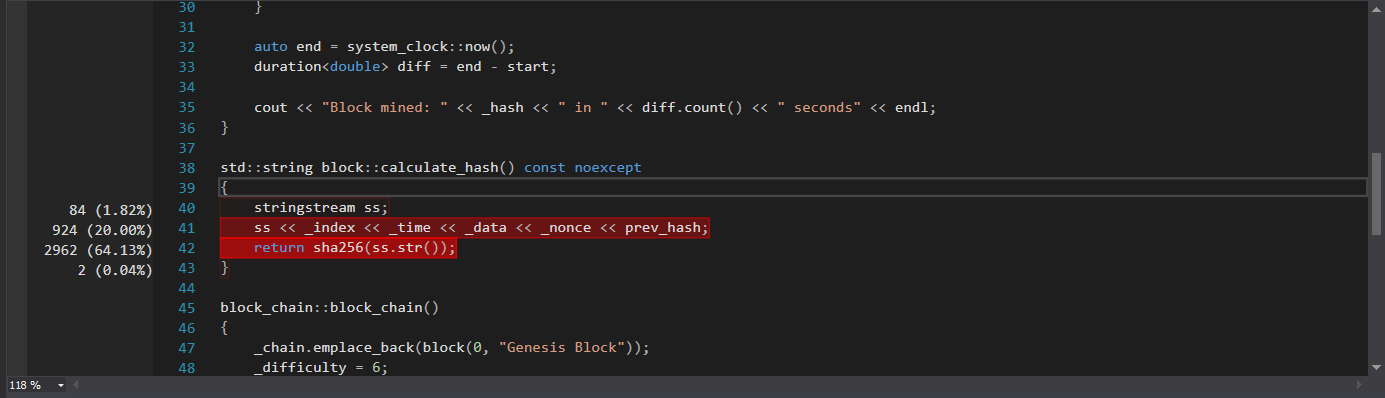 30     }
31
32     auto end = system_clock::now();
33     duration<double> diff = end - start;
34
35     cout << "Block mined: " << _hash << " in " << diff.count() << " seconds" << endl;
36 }
37
38 std::string block::calculate_hash() const noexcept
39 {
84 (1.82%) 40     stringstream ss;
924 (20.00%) 41     ss << _index << _time << _data << _nonce << prev_hash;
2962 (64.13%) 42     return sha256(ss.str());
2 (0.04%) 43 }
44
45 block_chain::block_chain()
46 {
47     _chain.emplace_back(block(0, "Genesis Block"));
48     _difficulty = 6;
118 %